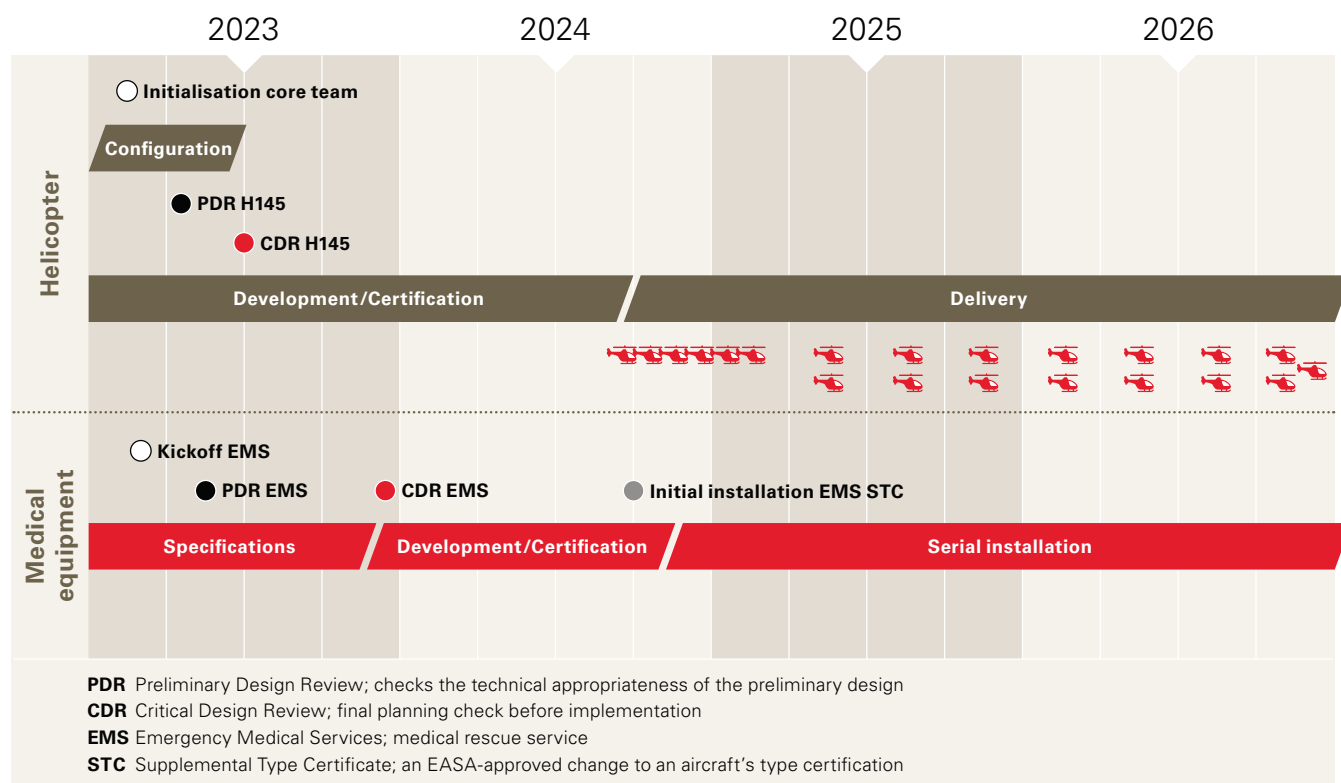 2023 2024 2025 2026
Helicopter
Initialisation core team
Configuration
PDR H145
CDR H145
Development/Certification Delivery
Medical
equipment
Kickoff EMS
PDR EMS CDR EMS Initial installation EMS STC
Specifications Development/Certification Serial installation
PDR Preliminary Design Review; checks the technical appropriateness of the preliminary design
CDR Critical Design Review; final planning check before implementation
EMS Emergency Medical Services; medical rescue service
STC Supplemental Type Certificate; an EASA-approved change to an aircraft's type certification